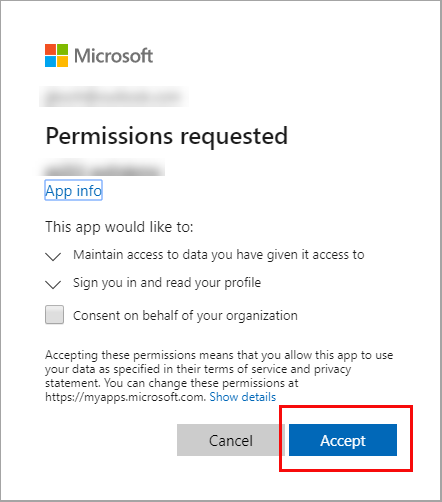 Microsoft
Permissions requested
App info
This app would like to:
Maintain access to data you have given it access to
Sign you in and read your profile
Consent on behalf of your organization
Accepting these permissions means that you allow this app to use
your data as specified in their terms of service and privacy
statement. You can change these permissions at
https://myapps.microsoft.com. Show details
Cancel
Accept